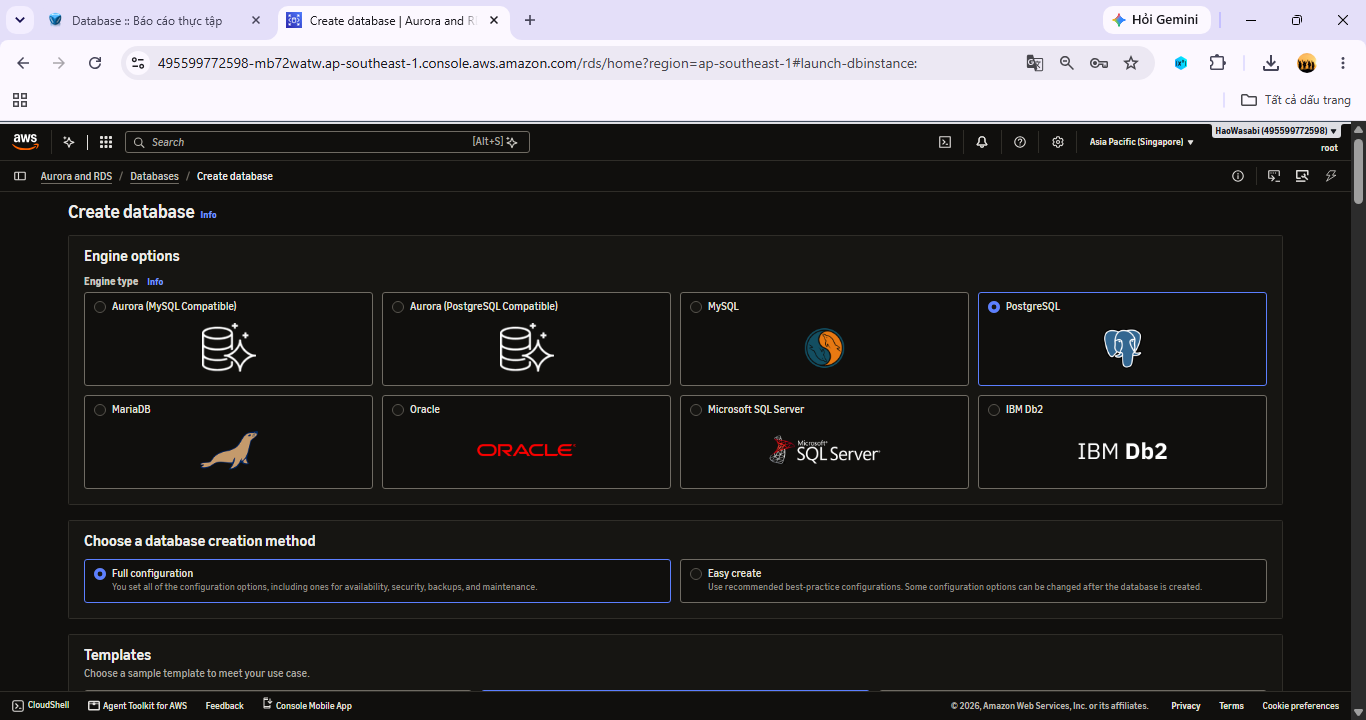 Database :: Báo cáo thực tập
Create database | Aurora and RD
Hỏi Gemini
495599772598-mb72watw.ap-southeast-1.console.aws.amazon.com/rds/home?region=ap-southeast-1#launch-dbinstance:
Tất cả dấu trang
aws
Search
[Alt+S]
Asia Pacific (Singapore)
HaoWasabi (495599772598)
root
Aurora and RDS / Databases / Create database
Create database Info
Engine options
Engine type Info
Aurora (MySQL Compatible)
Aurora (PostgreSQL Compatible)
MySQL
PostgreSQL
MariaDB
Oracle
ORACLE
Microsoft SQL Server
Microsoft®
SQL Server
IBM Db2
IBM Db2
Choose a database creation method
Full configuration
You set all of the configuration options, including ones for availability, security, backups, and maintenance.
Easy create
Use recommended best-practice configurations. Some configuration options can be changed after the database is created.
Templates
Choose a sample template to meet your use case.
CloudShell
Agent Toolkit for AWS
Feedback
Console Mobile App
© 2026, Amazon Web Services, Inc. or its affiliates.
Privacy
Terms
Cookie preferences